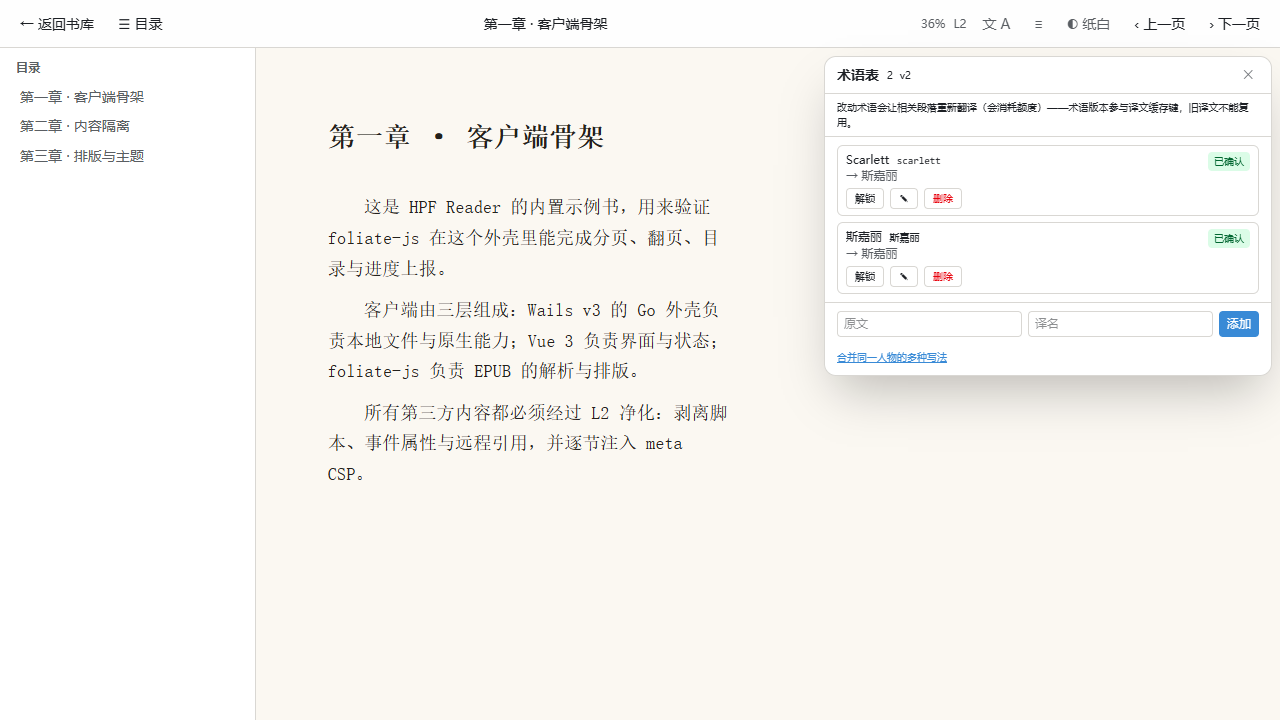 ← 返回书库 ☰ 目录 第一章 · 客户端骨架 36% L2 文 A ≡ ◐ 纸白 ‹ 上一页 › 下一页
目录
第一章 · 客户端骨架
第二章 · 内容隔离
第三章 · 排版与主题
第一章 · 客户端骨架
这是 HPF Reader 的内置示例书，用来验证
foliate-js 在这个外壳里能完成分页、翻页、目
录与进度上报。
客户端由三层组成：Wails v3 的 Go 外壳负
责本地文件与原生能力；Vue 3 负责界面与状态；
foliate-js 负责 EPUB 的解析与排版。
所有第三方内容都必须经过 L2 净化：剥离脚
本、事件属性与远程引用，并逐节注入 meta
CSP。
术语表 2 v2 ×
改动术语会让相关段落重新翻译（会消耗额度）——术语版本参与译文缓存键，旧译文不能复
用。
Scarlett scarlett 已确认
→ 斯嘉丽
解锁 ✎ 删除
斯嘉丽 斯嘉丽 已确认
→ 斯嘉丽
解锁 ✎ 删除
原文 译名 添加
合并同一人物的多种写法